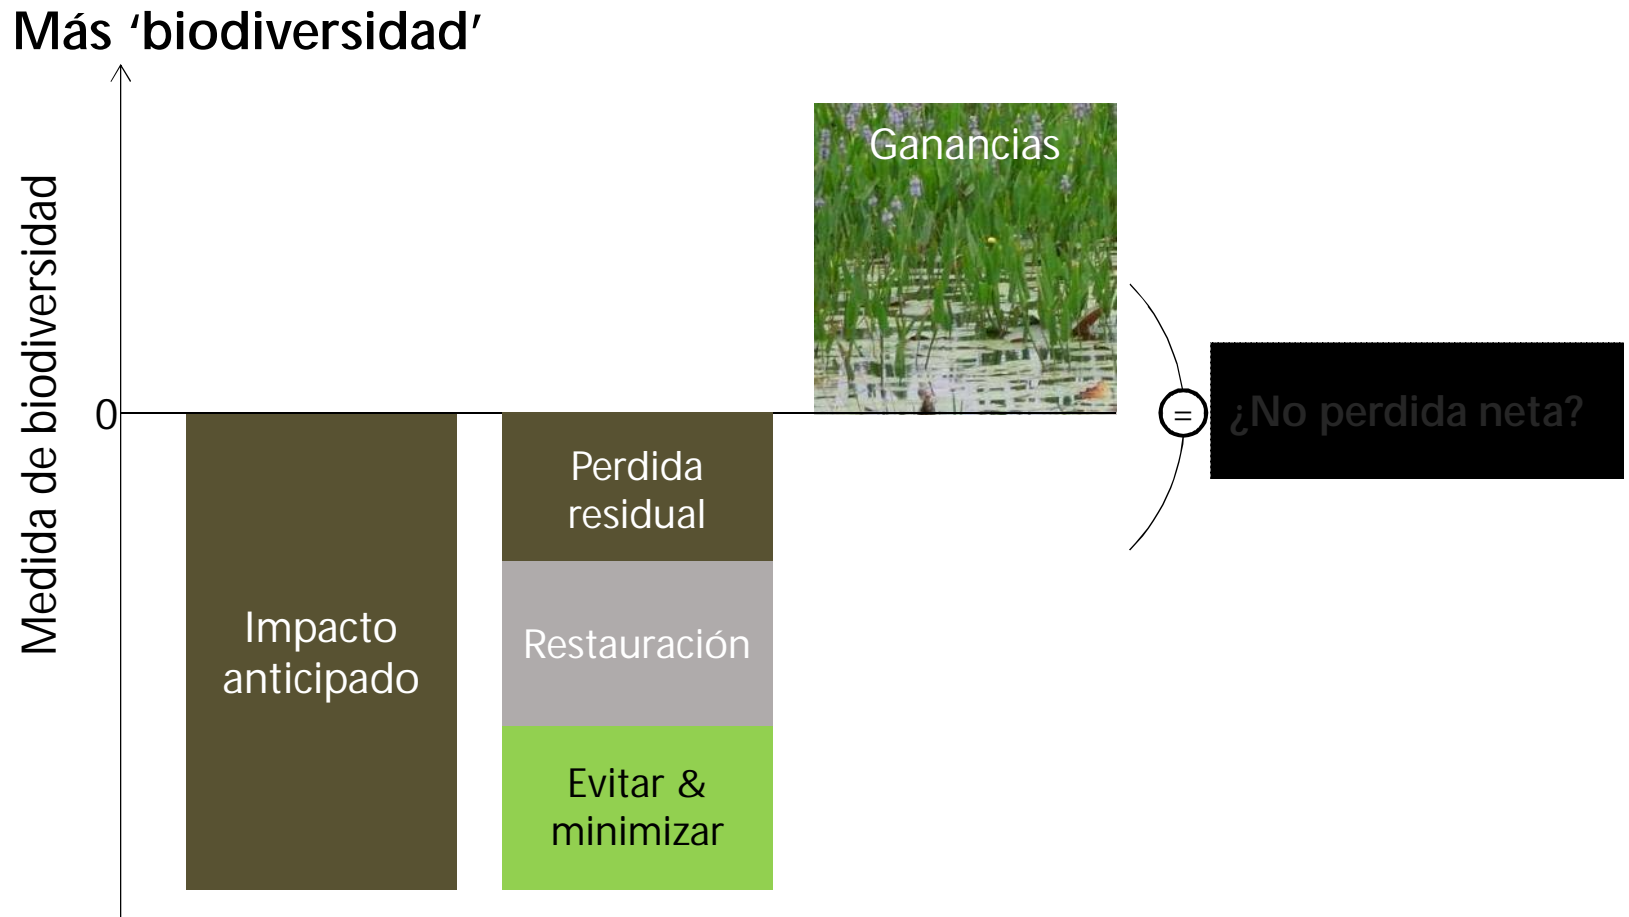 Más ‘biodiversidad’
Medida de biodiversidad
0
Ganancias
=
¿No perdida neta?
Perdida
residual
Impacto
anticipado
Restauración
Evitar &
minimizar